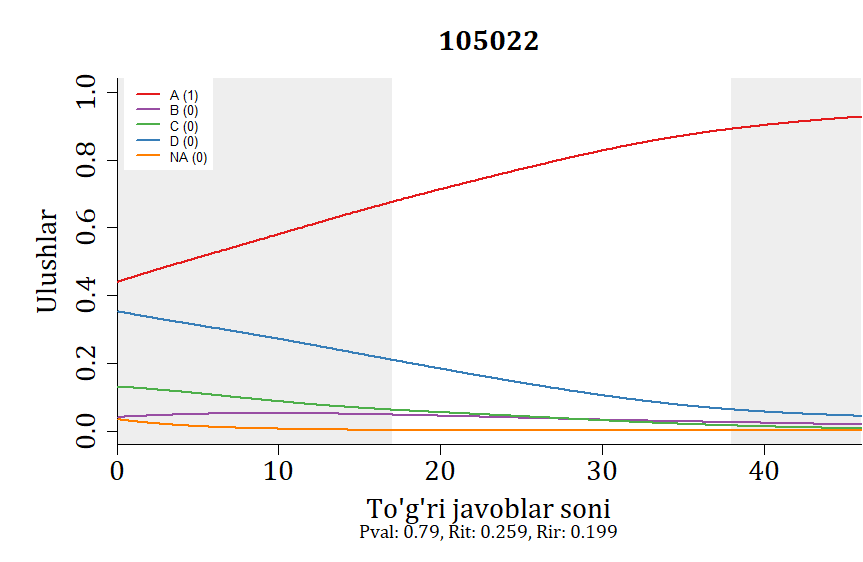 105022
A (1)
B (0)
C (0)
D (0)
NA (0)
Ulushlar
1.0
0.8
0.6
0.4
0.2
0.0
0 10 20 30 40
To'g'ri javoblar soni
Pval: 0.79, Rit: 0.259, Rir: 0.199